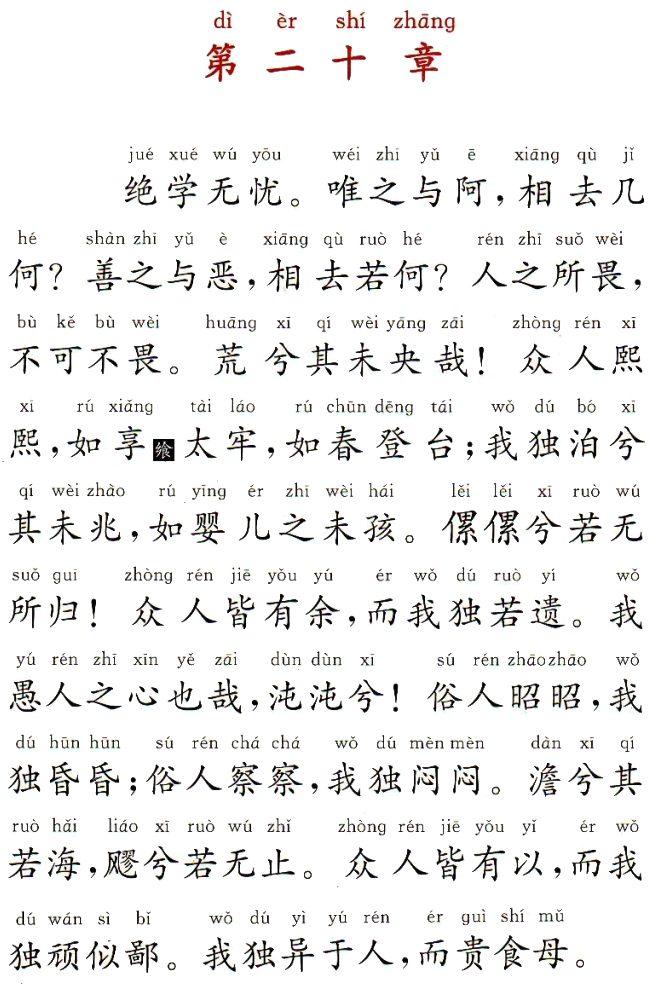 dì èr shí zhāng
第二十章
jué xué wú yōu wéi zhī yǔ ē xiāng qù jǐ
绝学无忧。唯之与阿,相去几
hé shàn zhī yǔ è xiāng qù ruò hé rén zhī suǒ wèi
何?善之与恶,相去若何?人之所畏,
bù kě bù wèi huāng xī qí wèi yāng zāi zhòng rén xī
不可不畏。荒兮其未央哉!众人熙
xī rú xiǎng tài láo rú chūn dēng tái wǒ dú bó xī
熙,如享飨太牢,如春登台;我独泊兮
qí wèi zhào rú yīng ér zhī wèi hái lěi lěi xī ruò wú
其未兆,如婴儿之未孩。傫傫兮若无
suǒ guī zhòng rén jiē yǒu yú ér wǒ dú ruò yí wǒ
所归!众人皆有余,而我独若遗。我
yú rén zhī xīn yě zāi dùn dùn xī sú rén zhāo zhāo wǒ
愚人之心也哉,沌沌兮!俗人昭昭,我
dú hūn hūn sú rén chá chá wǒ dú mèn mèn dàn xī qí
独昏昏;俗人察察,我独闷闷。澹兮其
ruò hǎi liáo xī ruò wú zhǐ zhòng rén jiē yǒu yǐ ér wǒ
若海,飂兮若无止。众人皆有以,而我
dú wán sì bǐ wǒ dú yì yú rén ér guì shí mǔ
独顽似鄙。我独异于人,而贵食母。